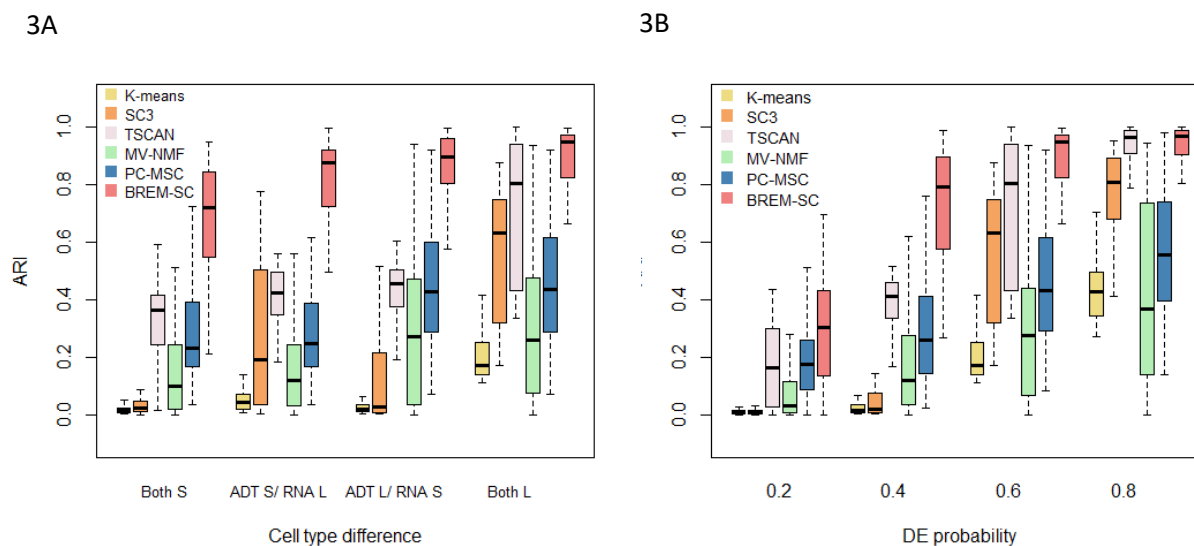 3A
K-means
SC3
TSCAN
MV-NMF
PC-MSC
BREM-SC
ARI
1.0
0.8
0.6
0.4
0.2
0.0
Both S
ADT S/ RNA L
ADT L/ RNA S
Both L
Cell type difference
3B
K-means
SC3
TSCAN
MV-NMF
PC-MSC
BREM-SC
1.0
0.8
0.6
0.4
0.2
0.0
0.2
0.4
0.6
0.8
DE probability